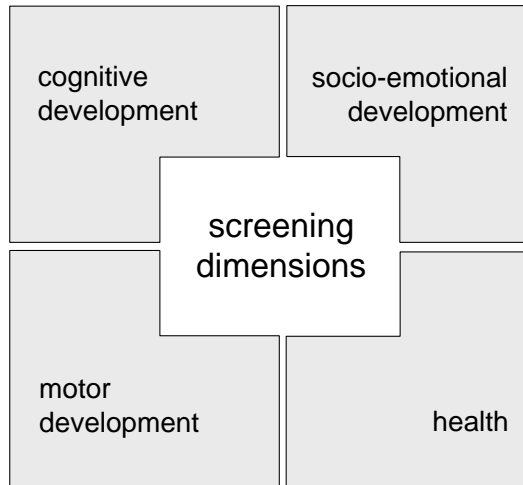 cognitive
development
socio-emotional
development
screening
dimensions
motor
development
health